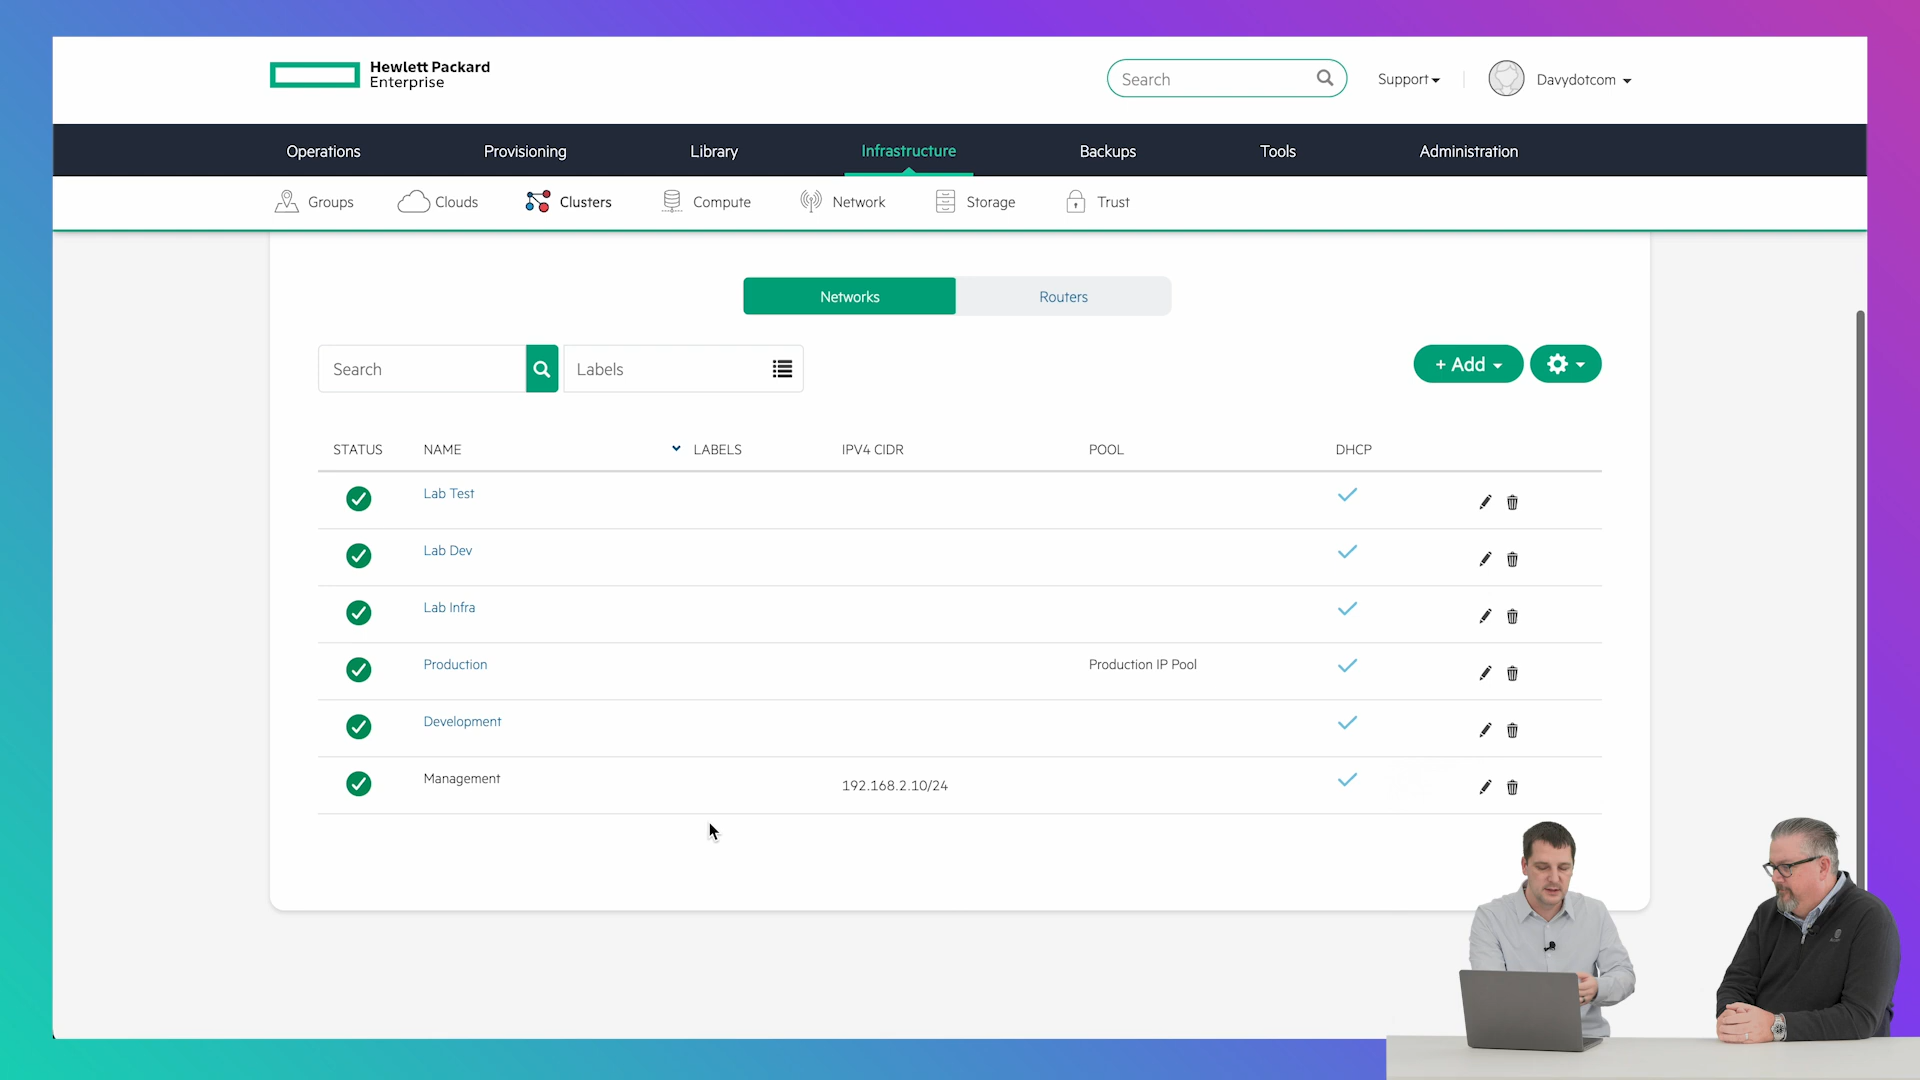 Hewlett Packard
Enterprise
Search
Support
Davydotcom
Operations
Provisioning
Library
Infrastructure
Backups
Tools
Administration
Groups
Clouds
Clusters
Compute
Network
Storage
Trust
Networks
Routers
Search
Labels
+ Add
STATUS
NAME
LABELS
IPV4 CIDR
POOL
DHCP
Lab Test
Lab Dev
Lab Infra
Production
Production IP Pool
Development
Management
192.168.2.10/24